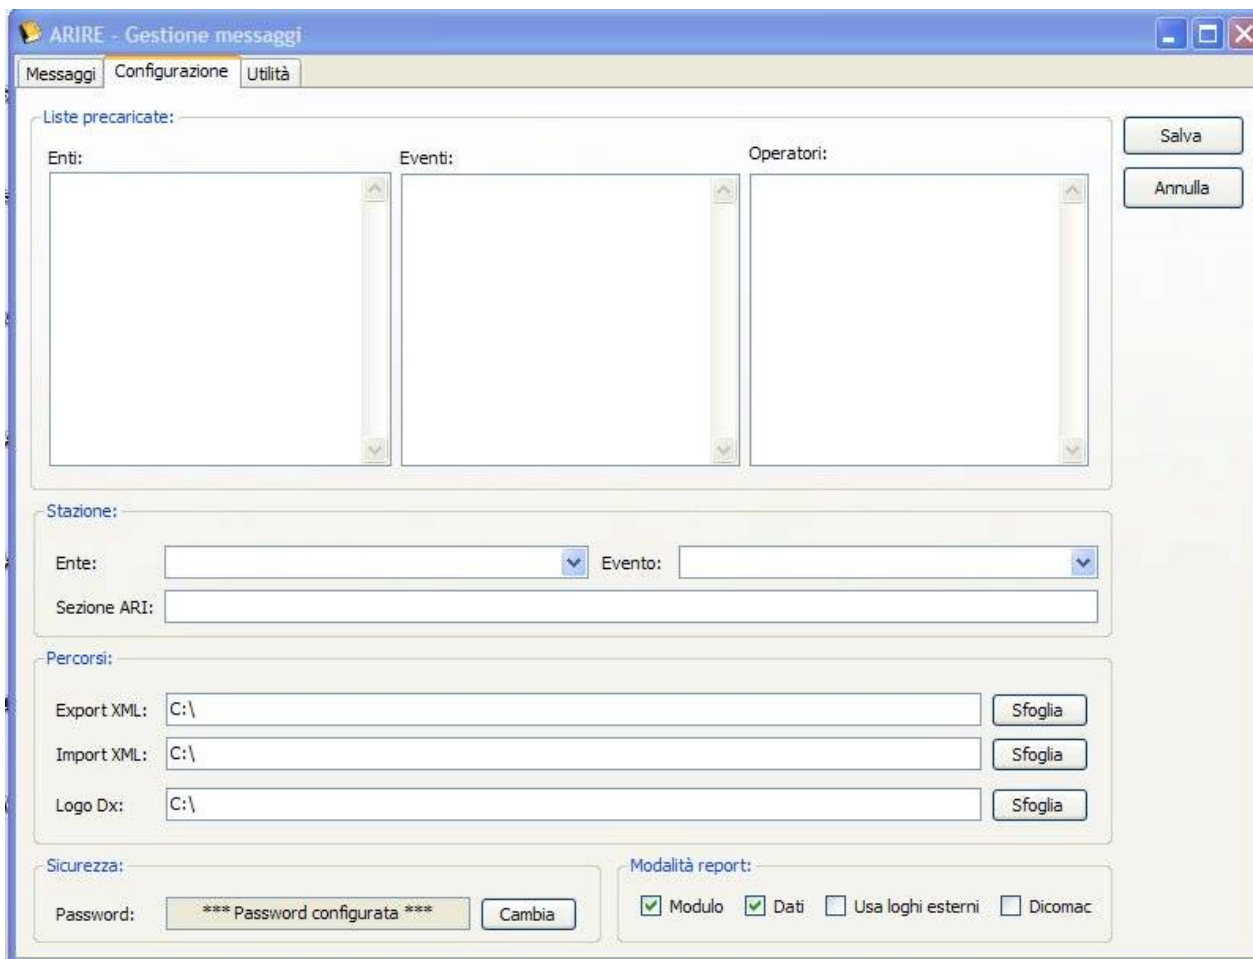 ARIRE - Gestione messaggi
Messaggi Configurazione Utilità
Liste precaricate:
Enti: Eventi: Operatori:
Salva
Annulla
Stazione:
Ente: Evento:
Sezione ARI:
Percorsi:
Export XML: C:\ Sfoglia
Import XML: C:\ Sfoglia
Logo Dx: C:\ Sfoglia
Sicurezza: Modalità report:
Password: *** Password configurata *** Cambia Modulo Dati Usa loghi esterni Dicomac